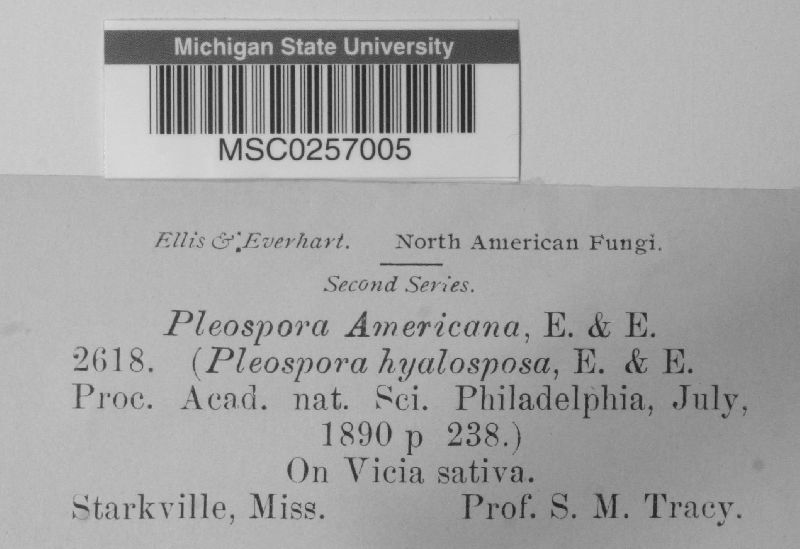 Michigan State University
MSC0257005
Ellis & Everhart. North American Fungi.
Second Series.
Pleospora Americana, E. & E.
2618. (Pleospora hyalosposa, E. & E.
Proc. Acad. nat. Sci. Philadelphia, July,
1890 p 238.)
On Vicia sativa.
Starkville, Miss. Prof. S. M. Tracy.